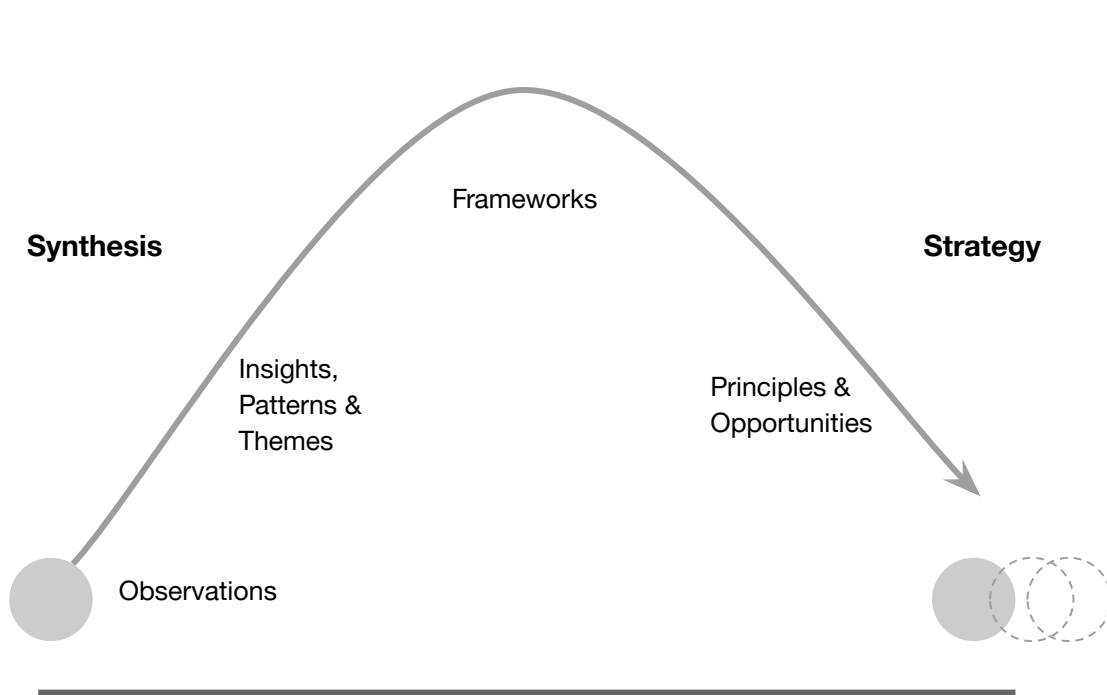 Frameworks
Synthesis
Strategy
Insights,
Patterns &
Themes
Principles &
Opportunities
Observations